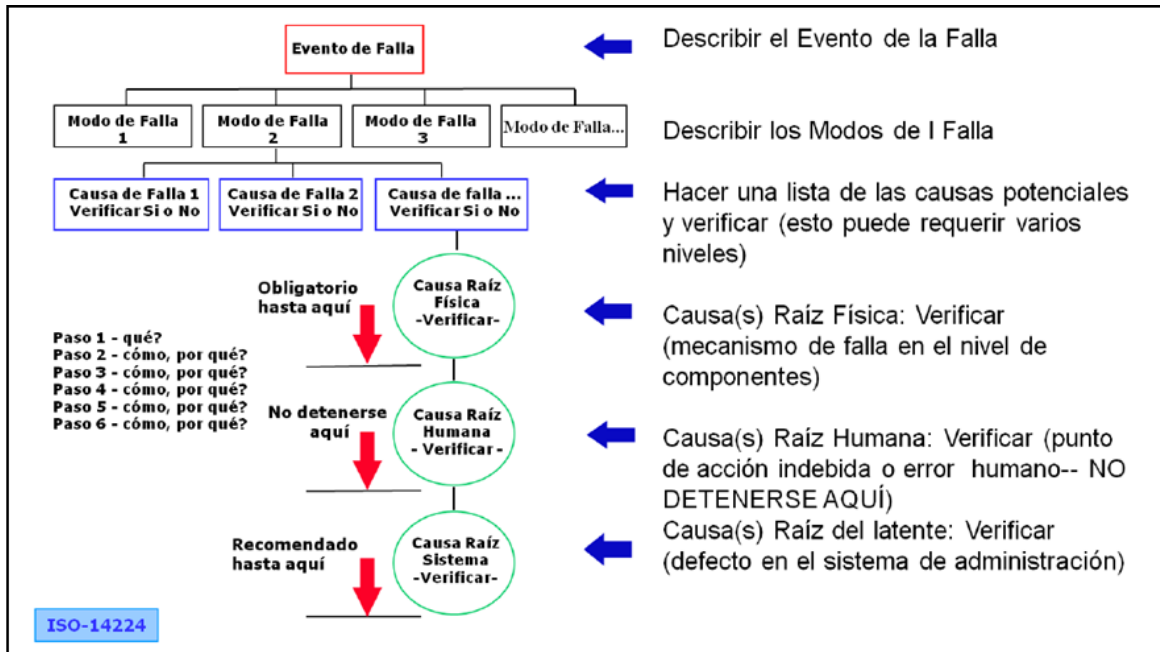 Evento de Falla
Describir el Evento de la Falla
Modo de Falla
1
Modo de Falla
2
Modo de Falla
3
Modo de Falla...
Describir los Modos de l Falla
Causa de Falla 1
Verificar Si o No
Causa de Falla 2
Verificar Si o No
Causa de falla ...
Verificar Si o No
Hacer una lista de las causas potenciales
y verificar (esto puede requerir varios
niveles)
Obligatorio
hasta aquí
Causa Raíz
Física
-Verificar-
Causa(s) Raíz Física: Verificar
(mecanismo de falla en el nivel de
componentes)
Paso 1 - qué?
Paso 2 - cómo, por qué?
Paso 3 - cómo, por qué?
Paso 4 - cómo, por qué?
Paso 5 - cómo, por qué?
Paso 6 - cómo, por qué?
No detenerse
aquí
Causa Raíz
Humana
- Verificar -
Causa(s) Raíz Humana: Verificar (punto
de acción indebida o error humano-- NO
DETENERSE AQUÍ)
Recomendado
hasta aquí
Causa Raíz
Sistema
-Verificar-
Causa(s) Raíz del latente: Verificar
(defecto en el sistema de administración)
ISO-14224